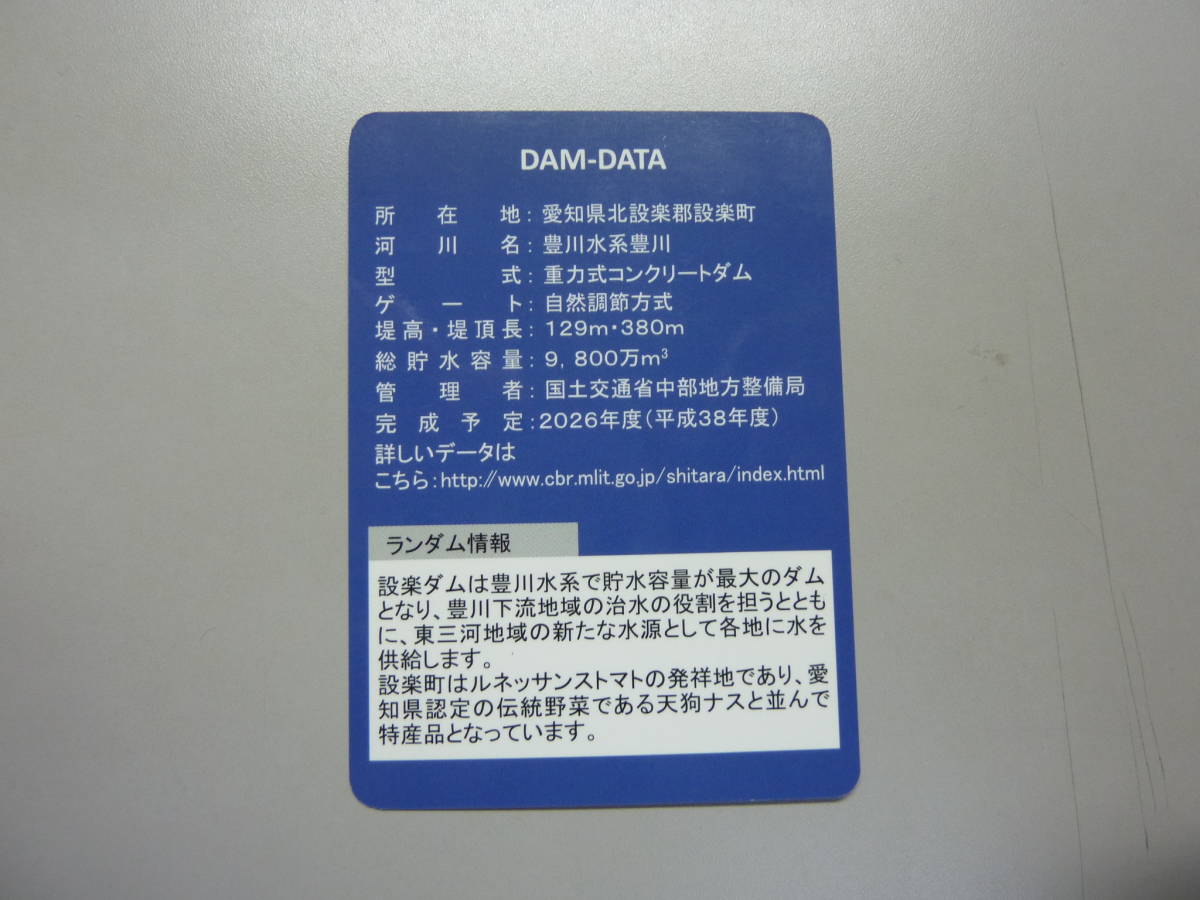 DAM-DATA
所在地：愛知県北設楽郡設楽町
河川名：豊川水系豊川
型式：重力式コンクリートダム
ゲート：自然調節方式
堤高・堤頂長：129m・380m
総貯水容量：9，800万m³
管理者：国土交通省中部地方整備局
完成予定：2026年度（平成38年度）
詳しいデータは
こちら：http://www.cbr.mlit.go.jp/shitara/index.html
ランダム情報
設楽ダムは豊川水系で貯水容量が最大のダム
となり、豊川下流地域の治水の役割を担うととも
に、東三河地域の新たな水源として各地に水を
供給します。
設楽町はルネッサンストマトの発祥地であり、愛
知県認定の伝統野菜である天狗ナスと並んで
特産品となっています。